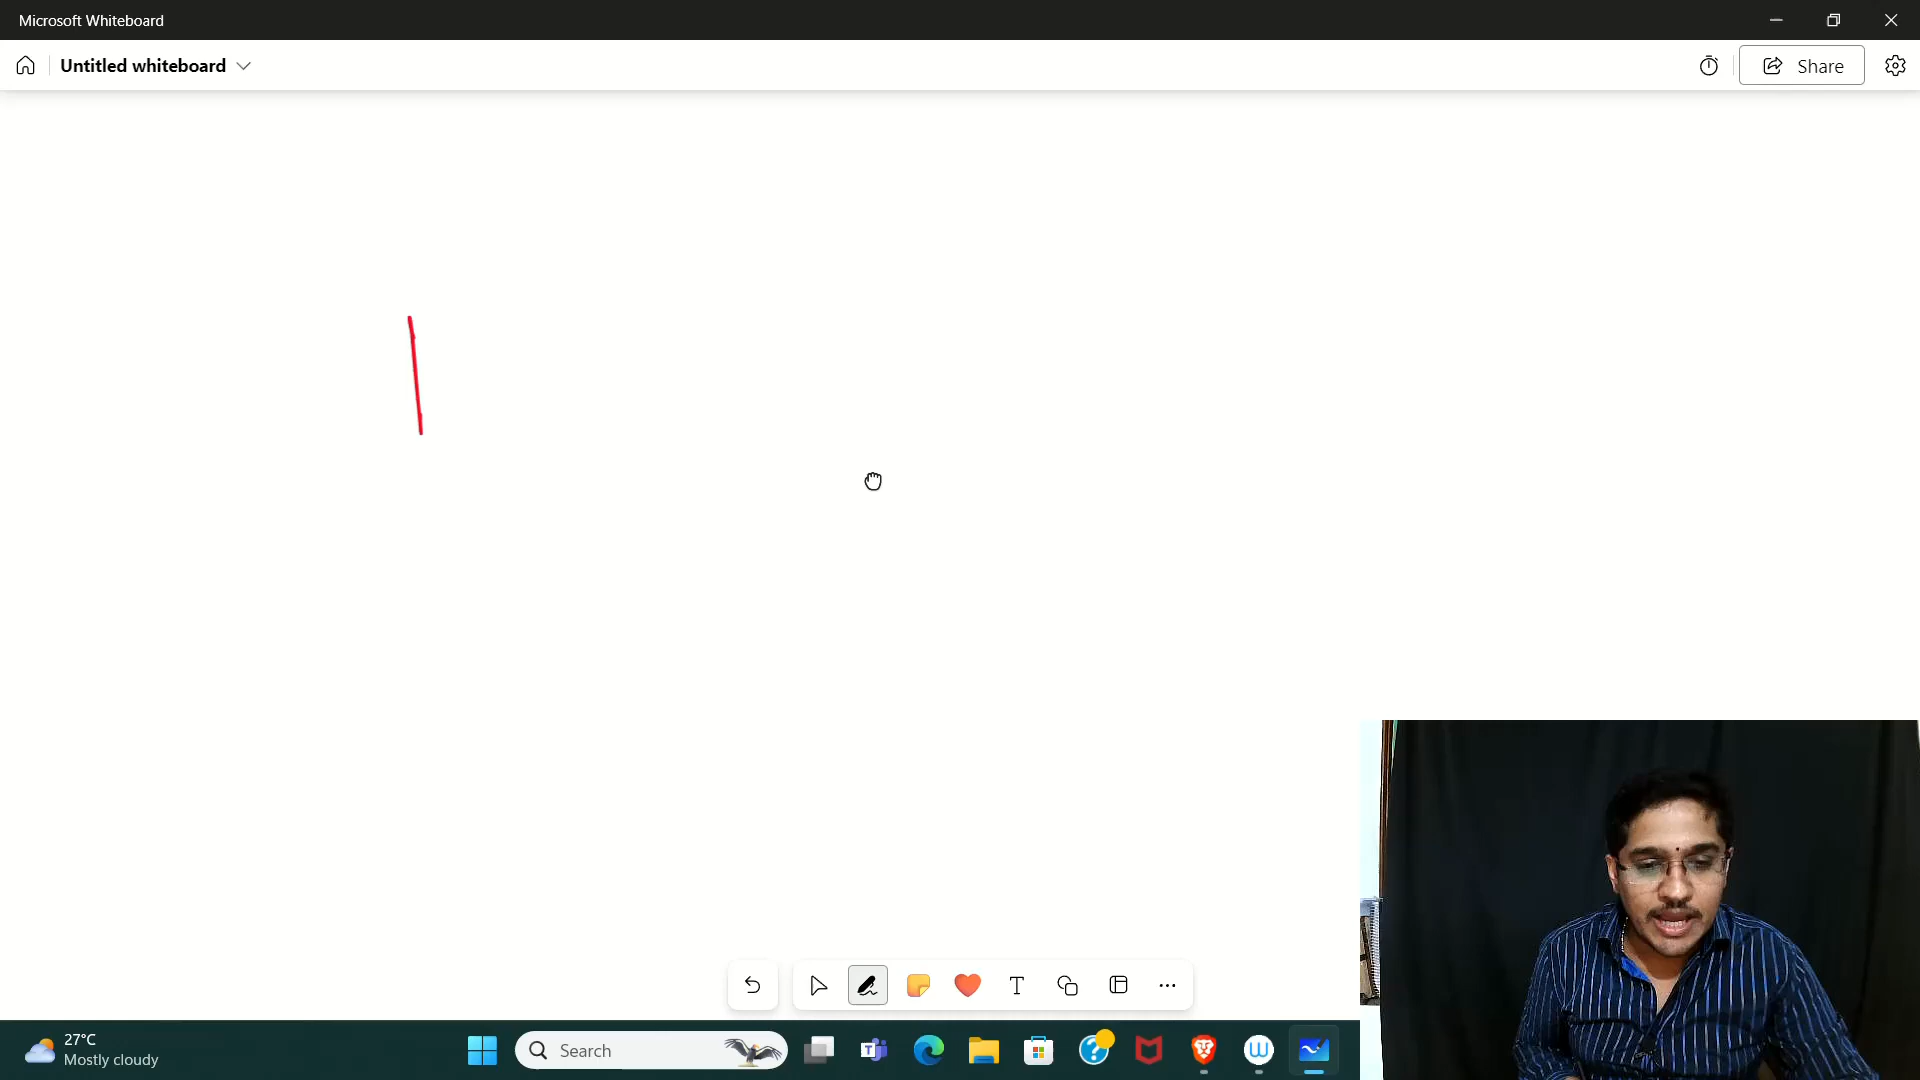 Microsoft Whiteboard
Untitled whiteboard
Share
27°C
Mostly cloudy
Search